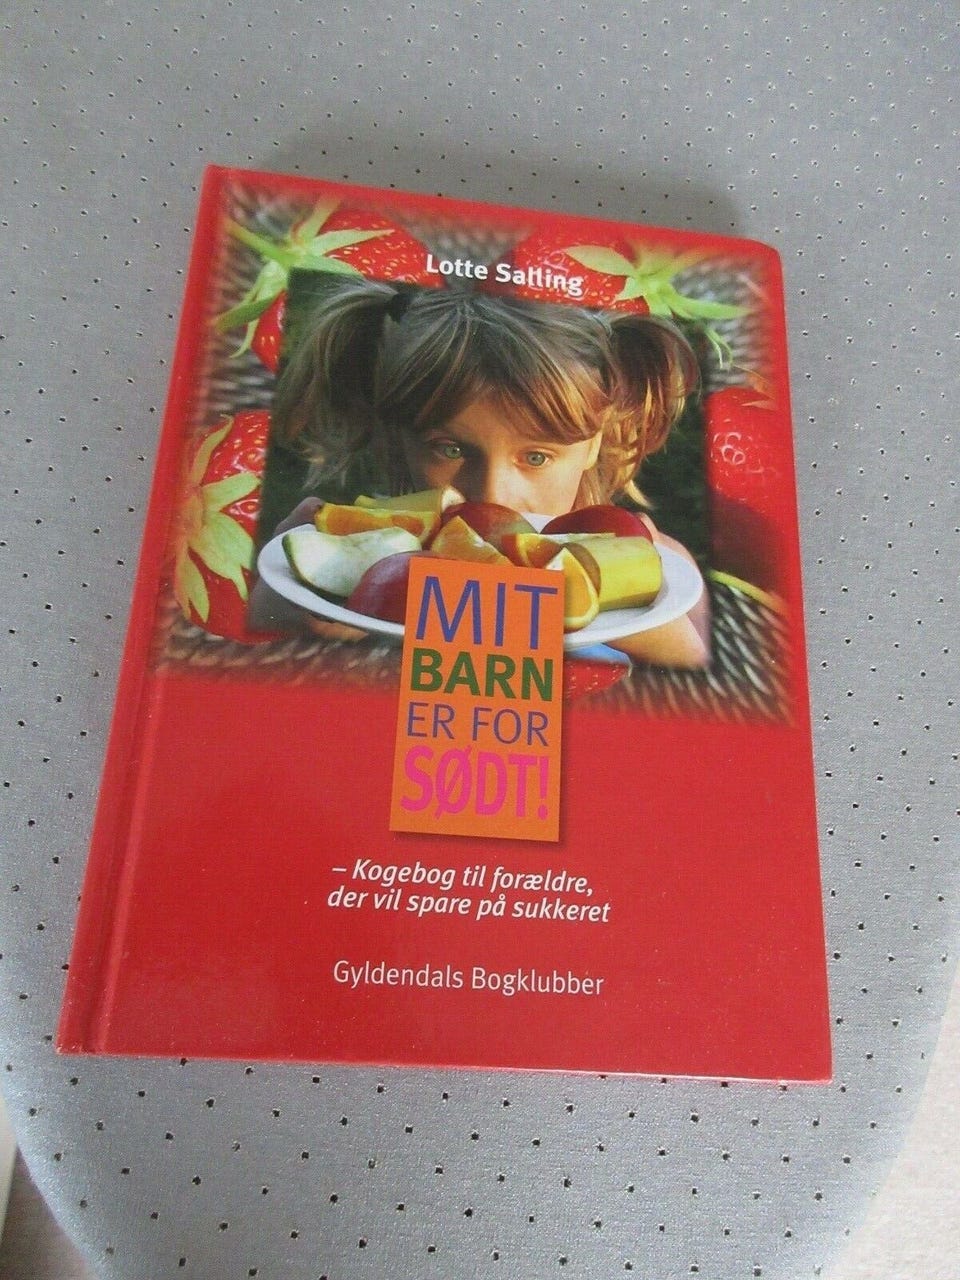 Lotte Salling
MIT
BARN
ER FOR
SØDT!
– Kogebog til forældre,
der vil spare på sukkeret
Gyldendals Bogklubber